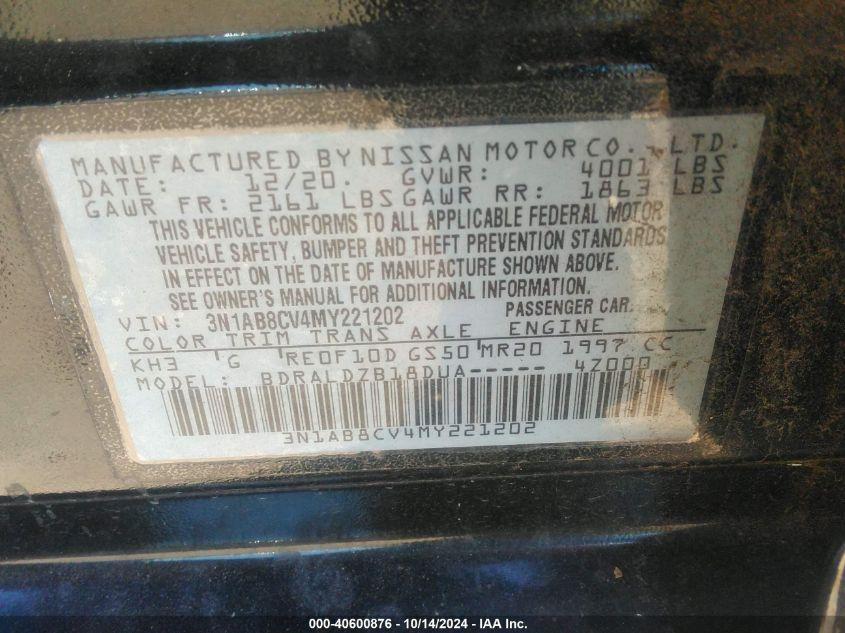 MANUFACTURED BY NISSAN MOTOR CO., LTD.
DATE: 12/20. GVWR: 4001 LBS
GAWR FR: 2161 LBS GAWR RR: 1863 LBS
THIS VEHICLE CONFORMS TO ALL APPLICABLE FEDERAL MOTOR
VEHICLE SAFETY, BUMPER AND THEFT PREVENTION STANDARDS
IN EFFECT ON THE DATE OF MANUFACTURE SHOWN ABOVE.
SEE OWNER'S MANUAL FOR ADDITIONAL INFORMATION.
VIN: 3N1AB8CV4MY221202 PASSENGER CAR.
COLOR TRIM TRANS AXLE ENGINE
KH3 'G 'RE0F10D GS50'MR20 1997 CC
MODEL: BDRALDZB18DUA----- 4Z000
3N1AB8CV4MY221202
000-40600876 - 10/14/2024 - IAA Inc.